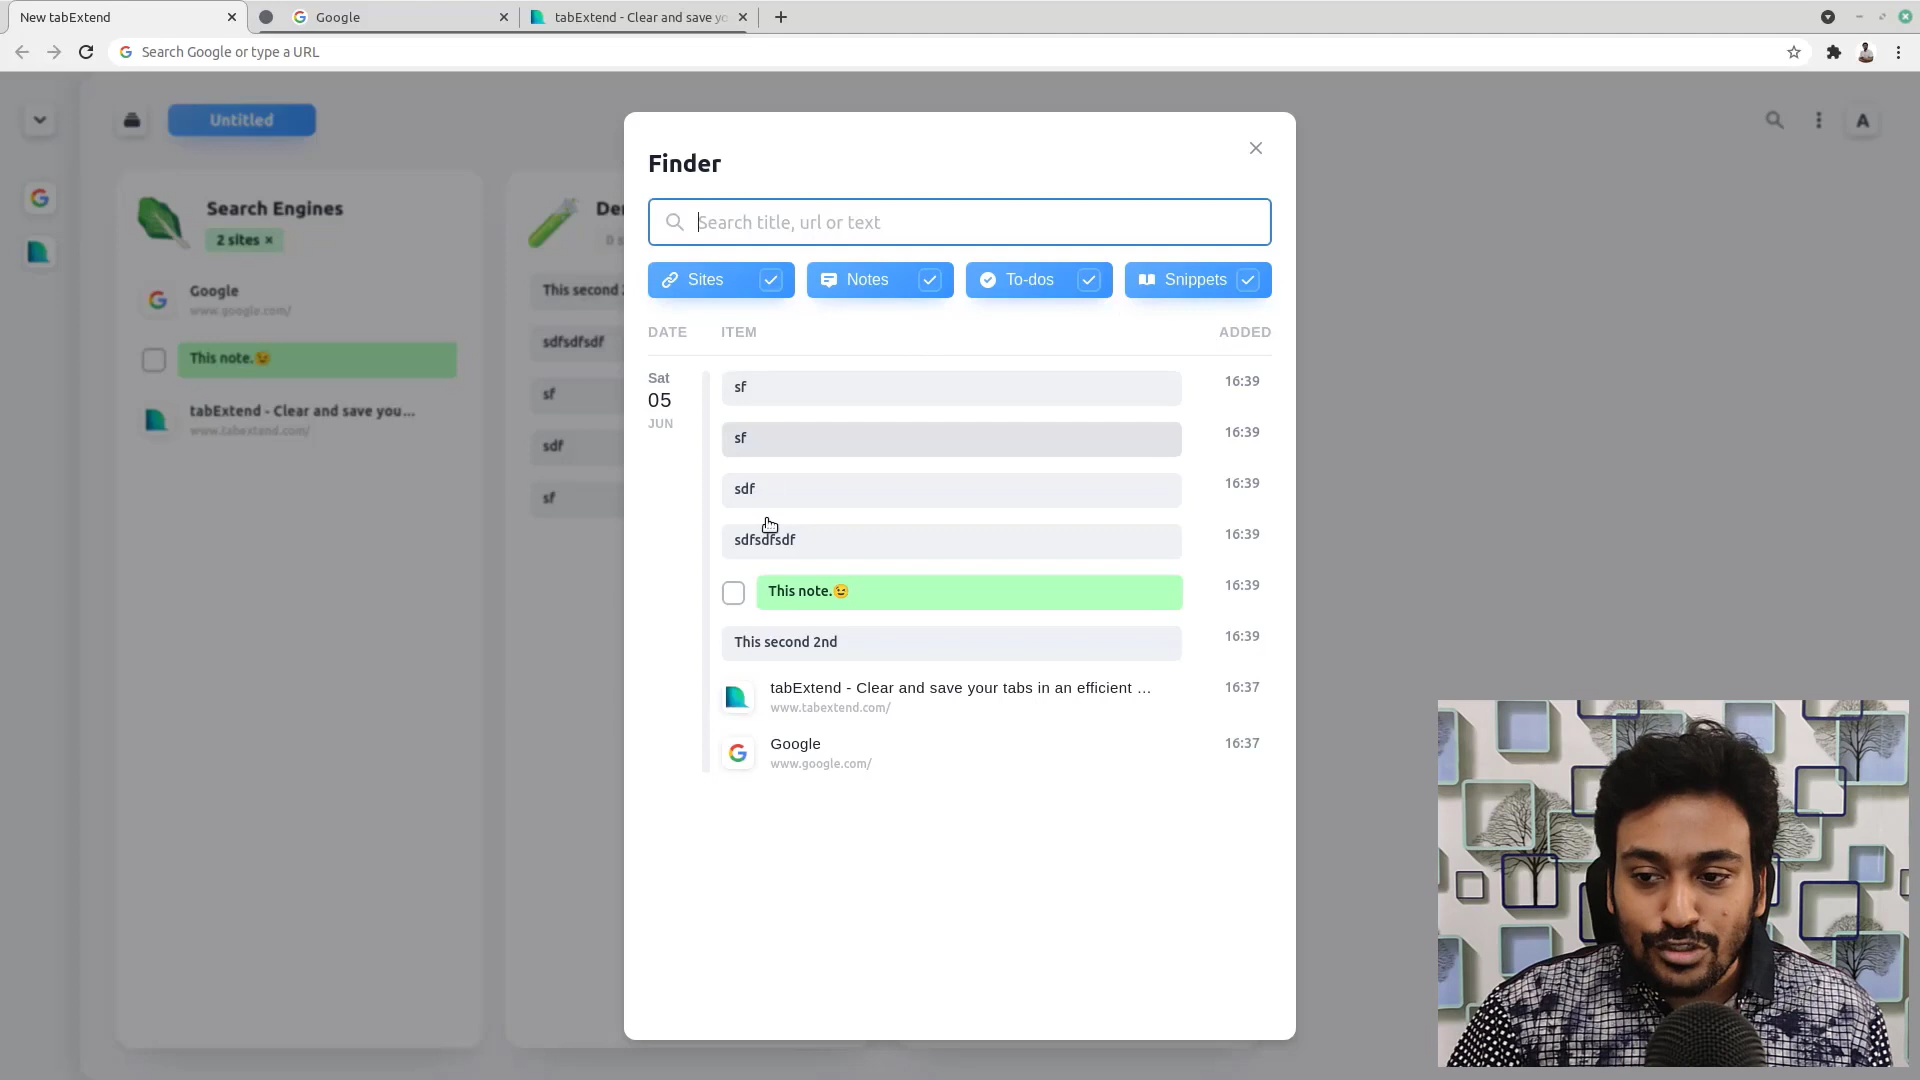 New tabExtend
Google
tabExtend - Clear and save yo
Search Google or type a URL
Untitled
A
Search Engines
2 sites ×
Google
www.google.com/
This note.😉
tabExtend - Clear and save you...
www.tabextend.com/
De
0 s
This second 2
sdfsdfsdf
sf
sdf
sf
Finder
Search title, url or text
Sites
Notes
To-dos
Snippets
DATE
ITEM
ADDED
Sat
05
JUN
sf
16:39
sf
16:39
sdf
16:39
sdfsdfsdf
16:39
This note.😉
16:39
This second 2nd
16:39
tabExtend - Clear and save your tabs in an efficient ...
www.tabextend.com/
16:37
Google
www.google.com/
16:37